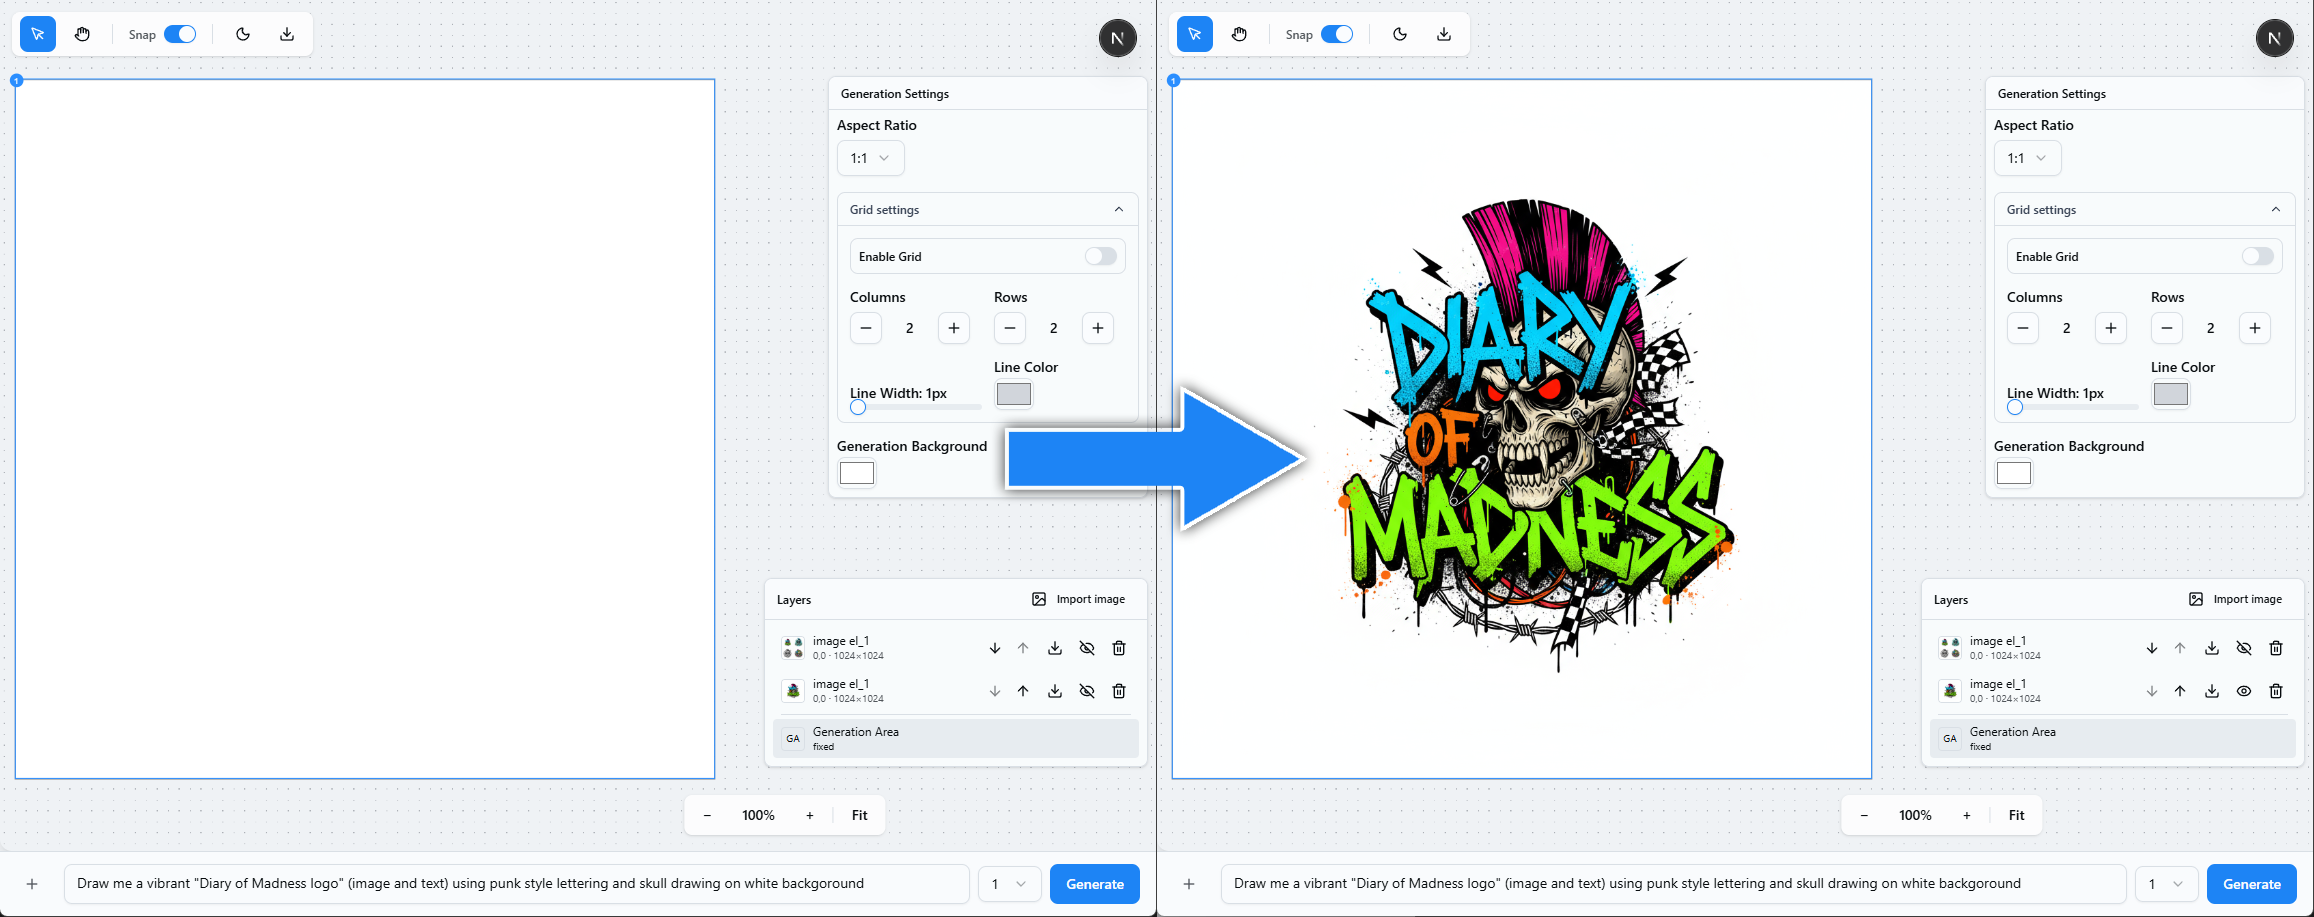 Snap
N
1
Generation Settings
Aspect Ratio
1:1
Grid settings
Enable Grid
Columns
Rows
2
2
Line Color
Line Width: 1px
Generation Background
Layers
Import image
image el_1
0,0 · 1024×1024
image el_1
0,0 · 1024×1024
GA
Generation Area
fixed
100%
Fit
Draw me a vibrant "Diary of Madness logo" (image and text) using punk style lettering and skull drawing on white backgoround
1
Generate
Snap
N
1
DIARY
OF
MADNESS
Generation Settings
Aspect Ratio
1:1
Grid settings
Enable Grid
Columns
Rows
2
2
Line Color
Line Width: 1px
Generation Background
Layers
Import image
image el_1
0,0 · 1024×1024
image el_1
0,0 · 1024×1024
GA
Generation Area
fixed
100%
Fit
Draw me a vibrant "Diary of Madness logo" (image and text) using punk style lettering and skull drawing on white backgoround
1
Generate